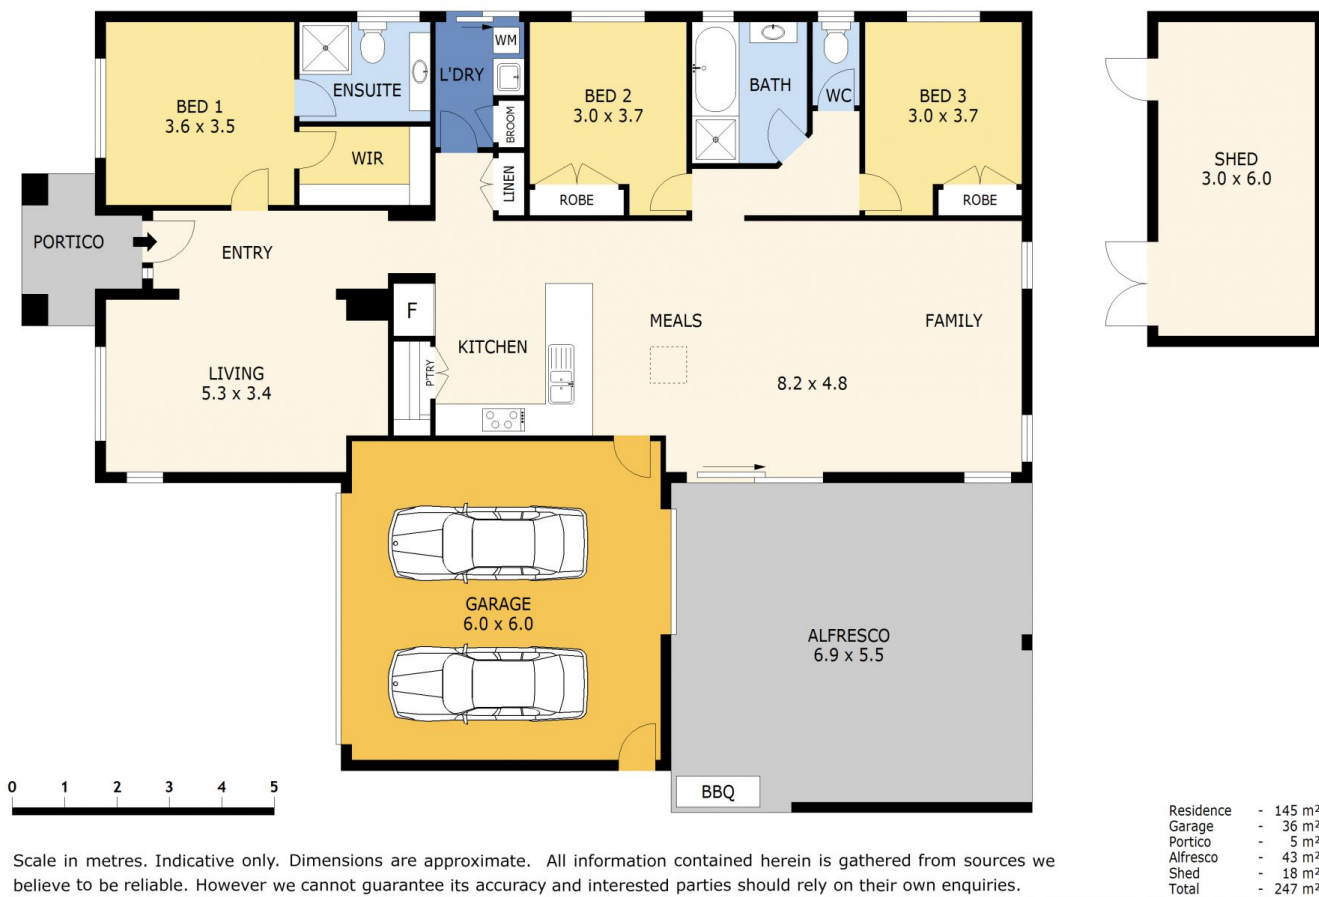 BED 1
3.6 x 3.5
ENSUITE
WIR
L'DRY
WM
BROOM
LINEN
BED 2
3.0 x 3.7
ROBE
BATH
WC
BED 3
3.0 x 3.7
ROBE
SHED
3.0 x 6.0
PORTICO
ENTRY
LIVING
5.3 x 3.4
F
P'TRY
KITCHEN
MEALS
FAMILY
8.2 x 4.8
GARAGE
6.0 x 6.0
ALFRESCO
6.9 x 5.5
BBQ
0 1 2 3 4 5
Scale in metres. Indicative only. Dimensions are approximate. All information contained herein is gathered from sources we
believe to be reliable. However we cannot guarantee its accuracy and interested parties should rely on their own enquiries.
Residence - 145 m²
Garage - 36 m²
Portico - 5 m²
Alfresco - 43 m²
Shed - 18 m²
Total - 247 m²